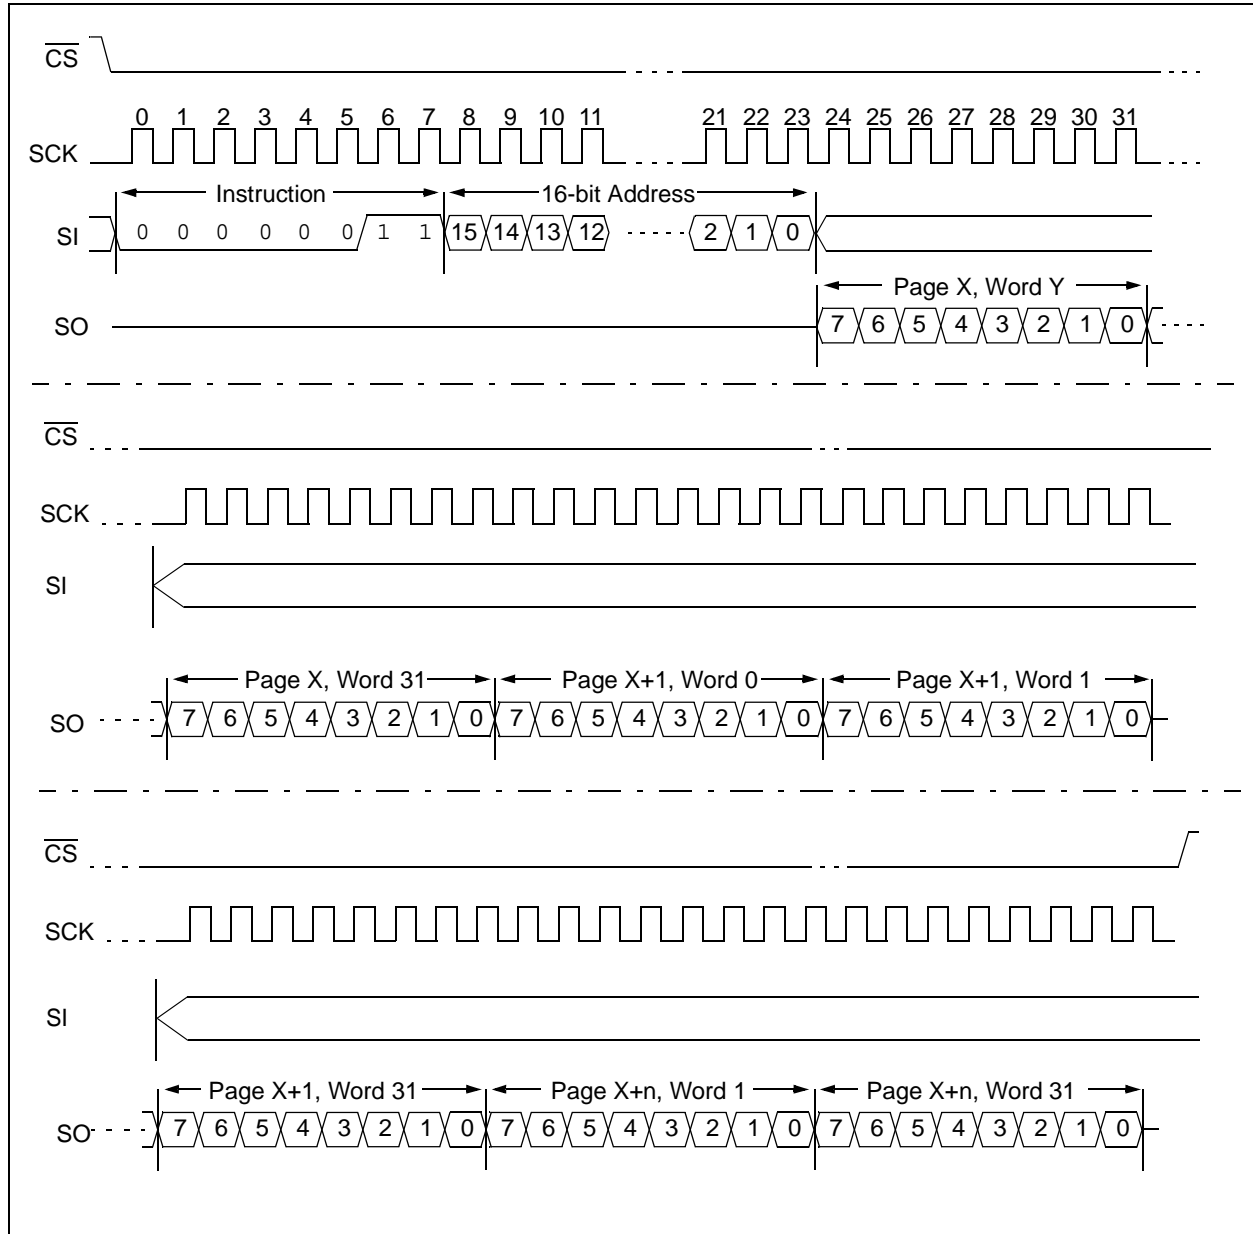 CS
0 1 2 3 4 5 6 7 8 9 10 11 21 22 23 24 25 26 27 28 29 30 31
SCK
Instruction 16-bit Address
SI 0 0 0 0 0 0 1 1 15 14 13 12 2 1 0
Page X, Word Y
SO 7 6 5 4 3 2 1 0
CS
SCK
SI
Page X, Word 31 Page X+1, Word 0 Page X+1, Word 1
SO 7 6 5 4 3 2 1 0 7 6 5 4 3 2 1 0 7 6 5 4 3 2 1 0
CS
SCK
SI
Page X+1, Word 31 Page X+n, Word 1 Page X+n, Word 31
SO 7 6 5 4 3 2 1 0 7 6 5 4 3 2 1 0 7 6 5 4 3 2 1 0